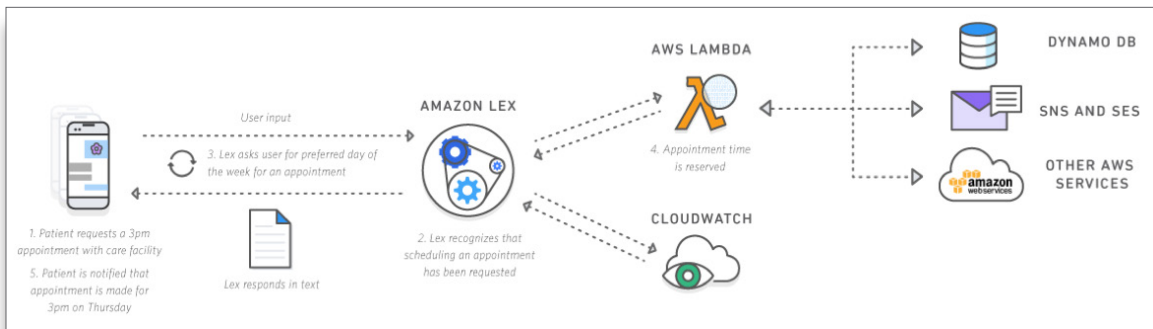 AWS LAMBDA
DYNAMO DB
AMAZON LEX
User input
SNS AND SES
3. Lex asks user for preferred day of
the week for an appointment
4. Appointment time
is reserved
amazon
webservices
OTHER AWS
SERVICES
CLOUDWATCH
1. Patient requests a 3pm
appointment with care facility
2. Lex recognizes that
scheduling an appointment
has been requested
5. Patient is notified that
appointment is made for
3pm on Thursday
Lex responds in text